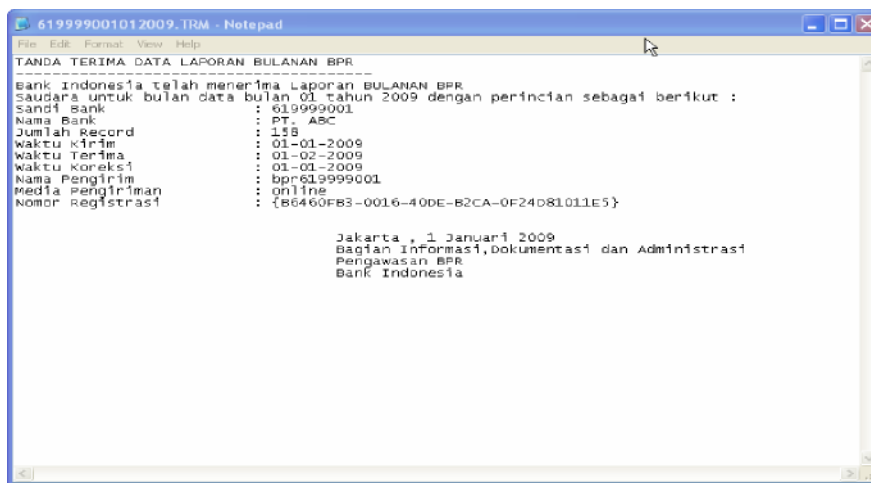 619999001012009.TRM - Notepad
File Edit Format View Help
TANDA TERIMA DATA LAPORAN BULANAN BPR
------------------------------------------
Bank Indonesia telah menerima Laporan BULANAN BPR
Saudara untuk bulan data bulan 01 tahun 2009 dengan perincian sebagai berikut :
Sandi Bank : 619999001
Nama Bank : PT. ABC
Jumlah Record : 158
Waktu Kirim : 01-01-2009
Waktu Terima : 01-02-2009
Waktu Koreksi : 01-01-2009
Nama Pengirim : bpr619999001
Media Pengiriman : online
Nomor Registrasi : {B6460FB3-0016-40DE-B2CA-0F24D81011E5}
Jakarta , 1 Januari 2009
Bagian Informasi,Dokumentasi dan Administrasi
Pengawasan BPR
Bank Indonesia